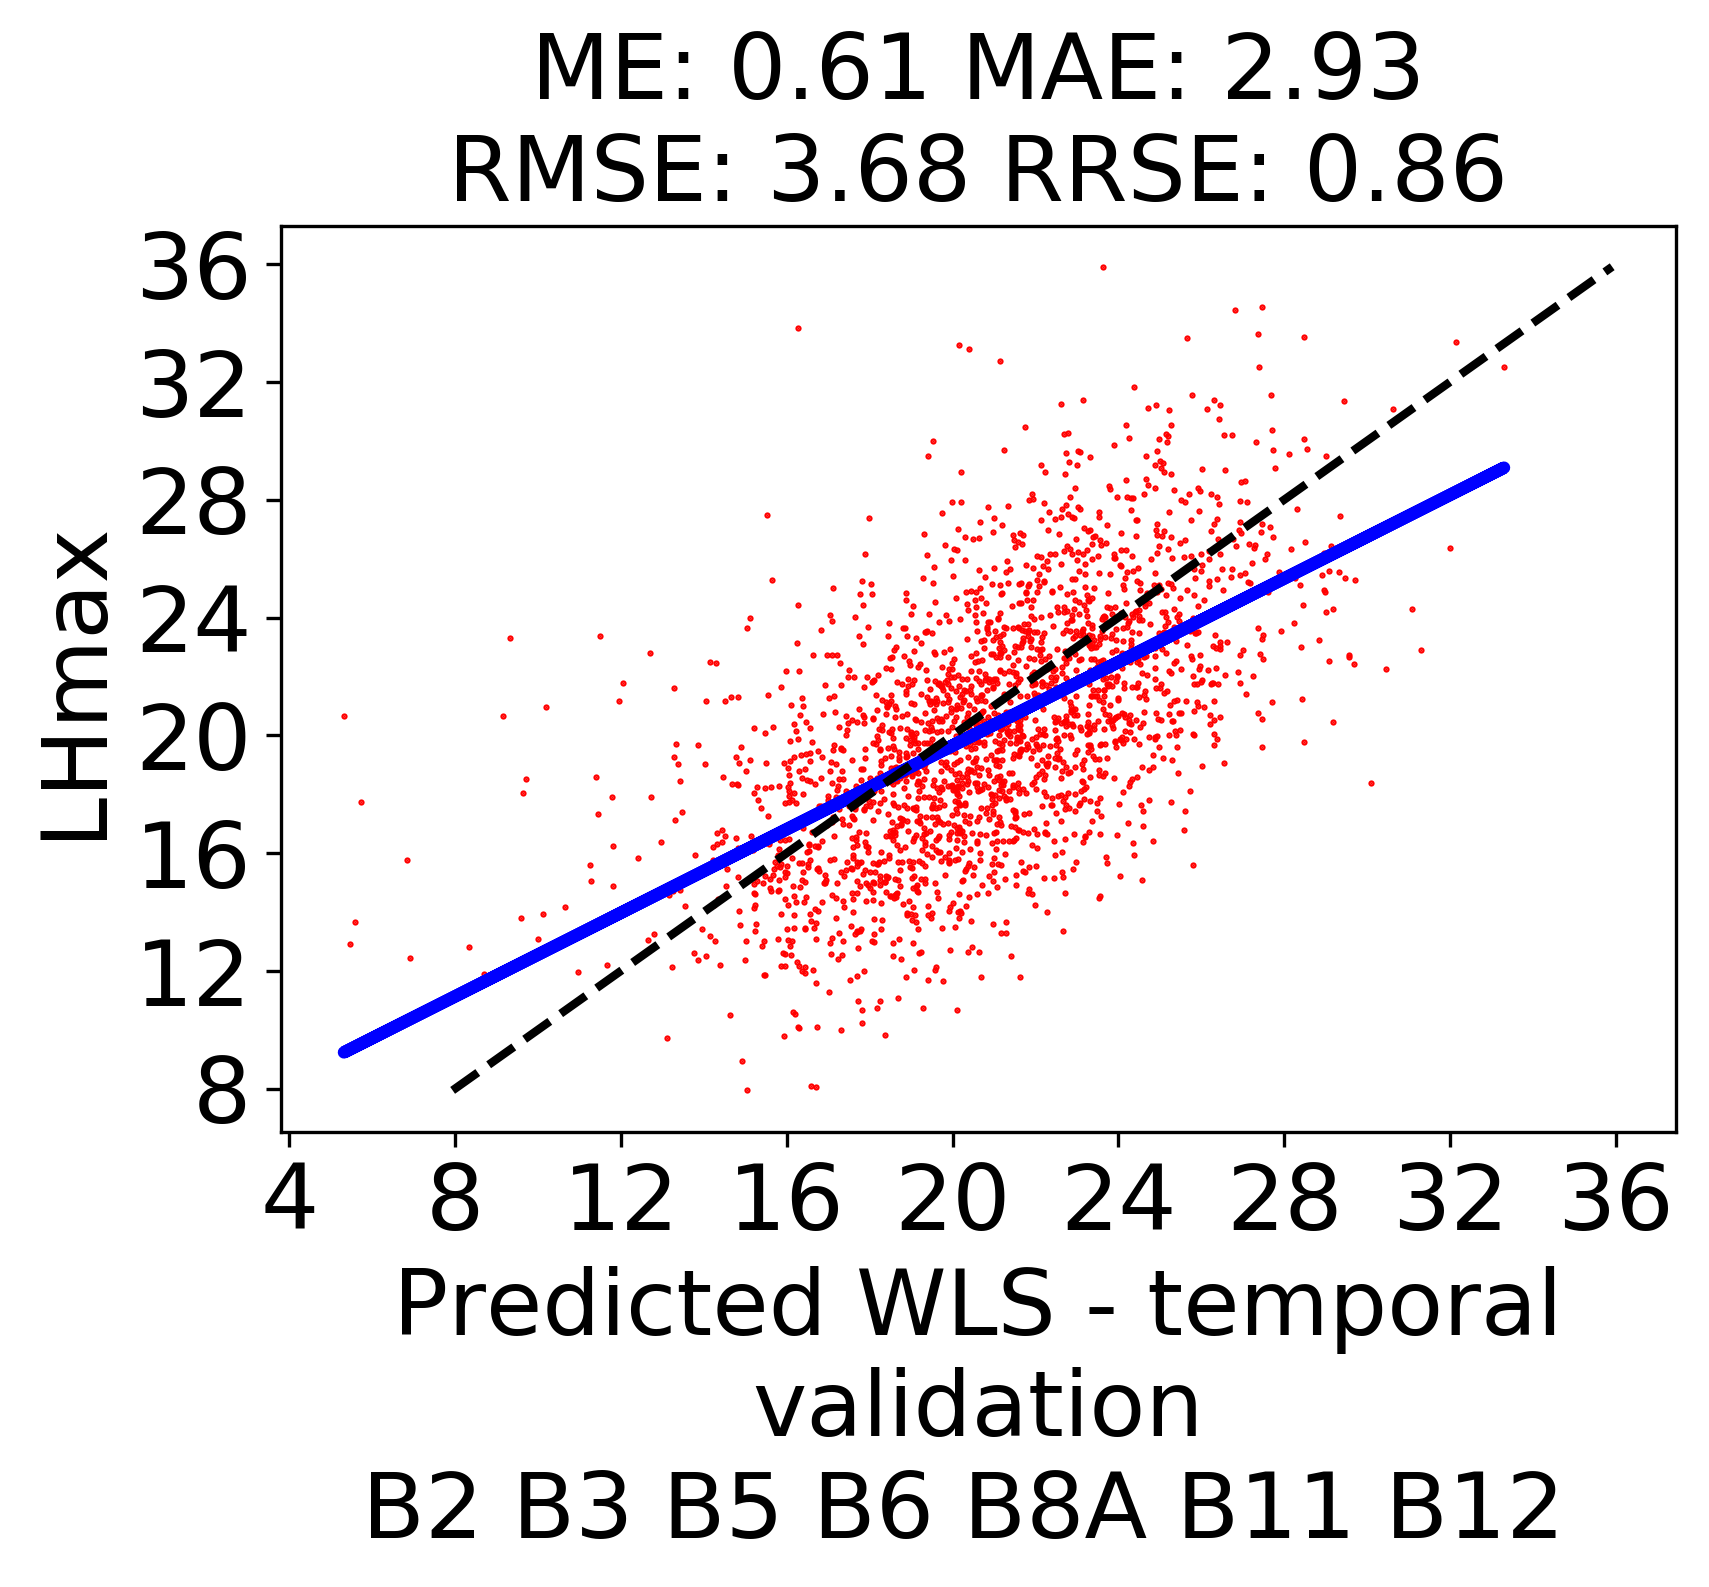 ME: 0.61 MAE: 2.93
RMSE: 3.68 RRSE: 0.86
36
32
28
24
20
16
12
8
LHmax
4 8 12 16 20 24 28 32 36
Predicted WLS - temporal
validation
B2 B3 B5 B6 B8A B11 B12